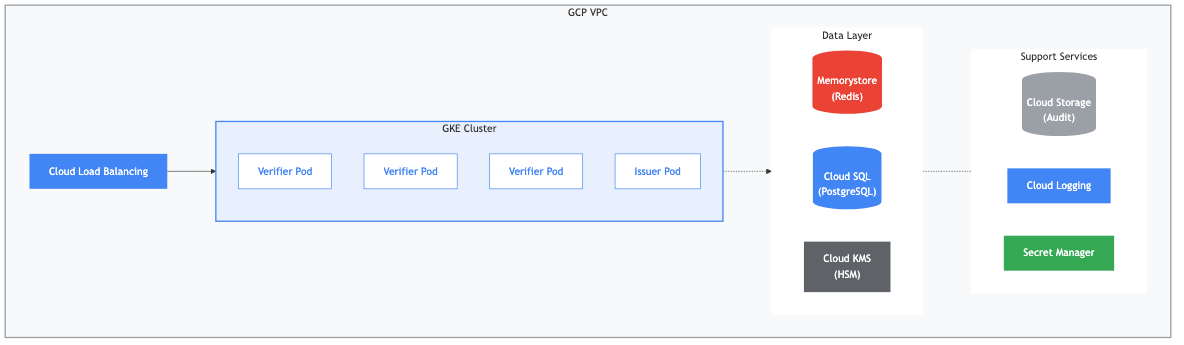 GCP VPC
Cloud Load Balancing
GKE Cluster
Verifier Pod
Verifier Pod
Verifier Pod
Issuer Pod
Data Layer
Memorystore
(Redis)
Cloud SQL
(PostgreSQL)
Cloud KMS
(HSM)
Support Services
Cloud Storage
(Audit)
Cloud Logging
Secret Manager